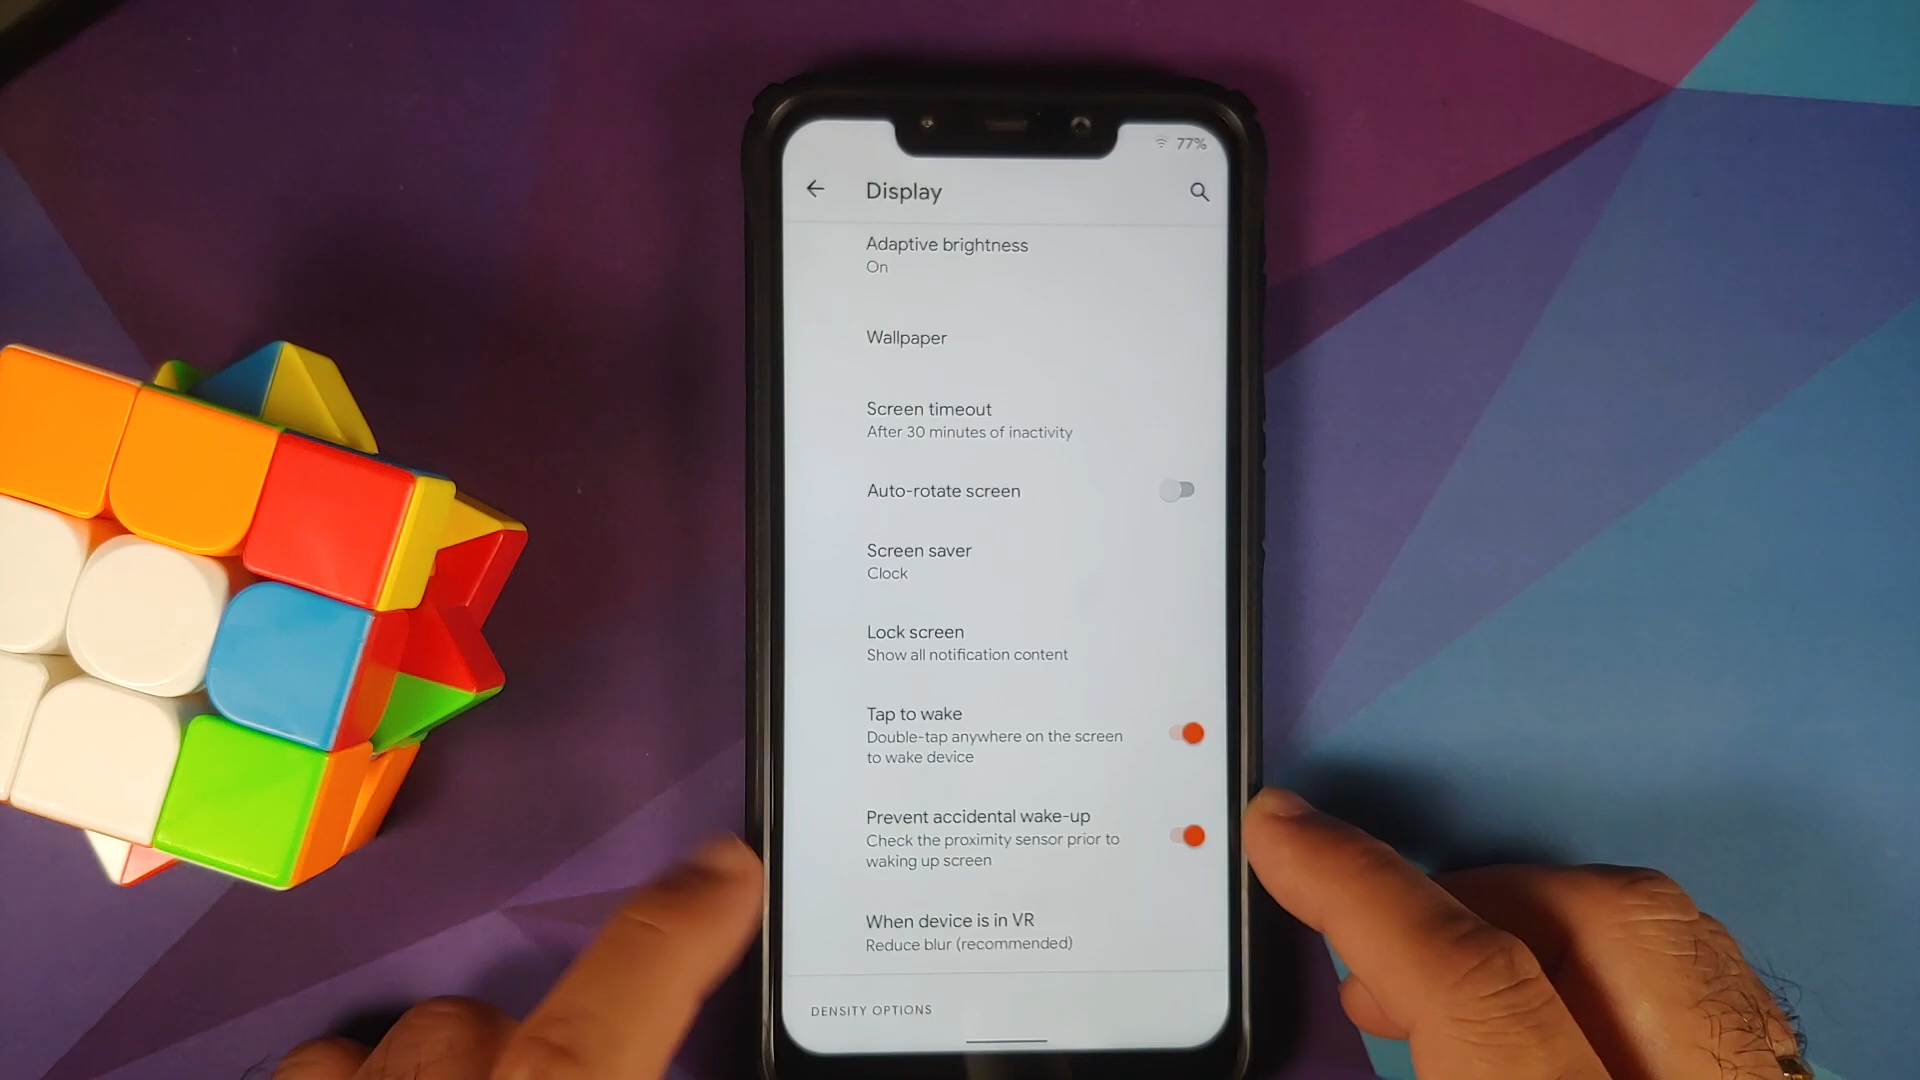 77%
Display
Adaptive brightness
On
Wallpaper
Screen timeout
After 30 minutes of inactivity
Auto-rotate screen
Screen saver
Clock
Lock screen
Show all notification content
Tap to wake
Double-tap anywhere on the screen
to wake device
Prevent accidental wake-up
Check the proximity sensor prior to
waking up screen
When device is in VR
Reduce blur (recommended)
DENSITY OPTIONS